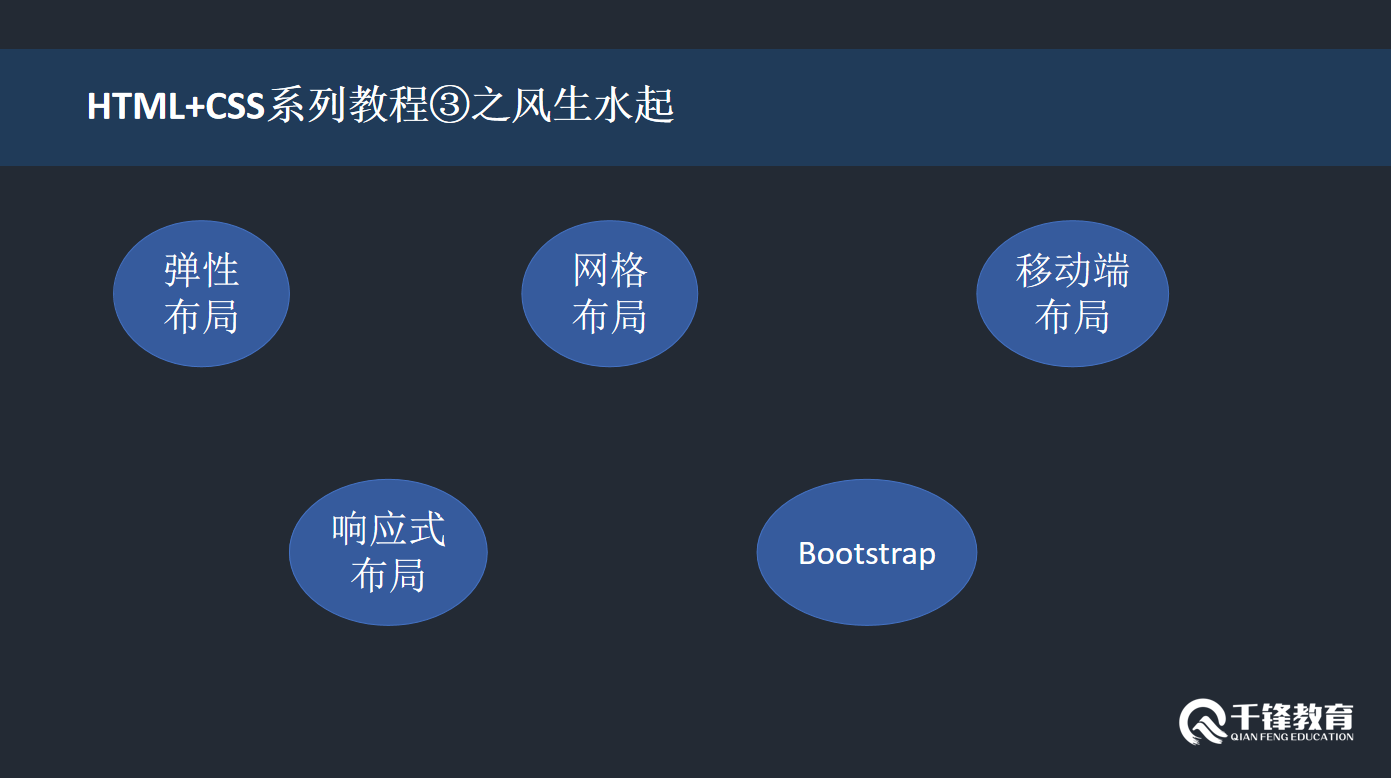 HTML+CSS系列教程③之风生水起
弹性
布局
网格
布局
移动端
布局
响应式
布局
Bootstrap
千锋教育
QIAN FENG EDUCATION